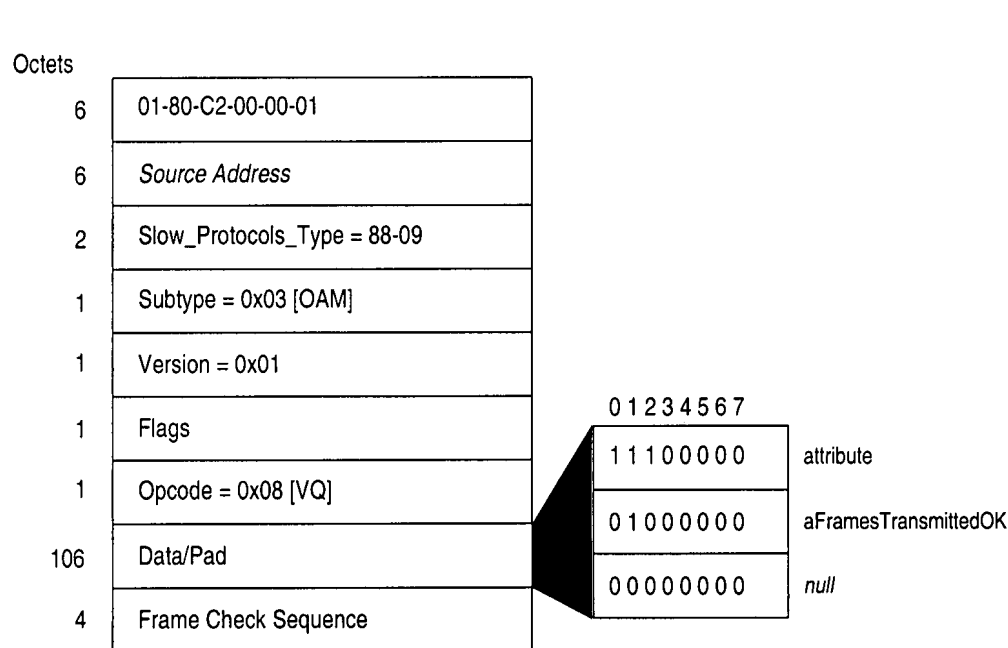 Octets
6 01-80-C2-00-00-01
6 Source Address
2 Slow_Protocols_Type = 88-09
1 Subtype = 0x03 [OAM]
1 Version = 0x01
1 Flags
1 Opcode = 0x08 [VQ]
106 Data/Pad
4 Frame Check Sequence
0 1 2 3 4 5 6 7
1 1 1 0 0 0 0 0 attribute
0 1 0 0 0 0 0 0 aFramesTransmittedOK
0 0 0 0 0 0 0 0 null